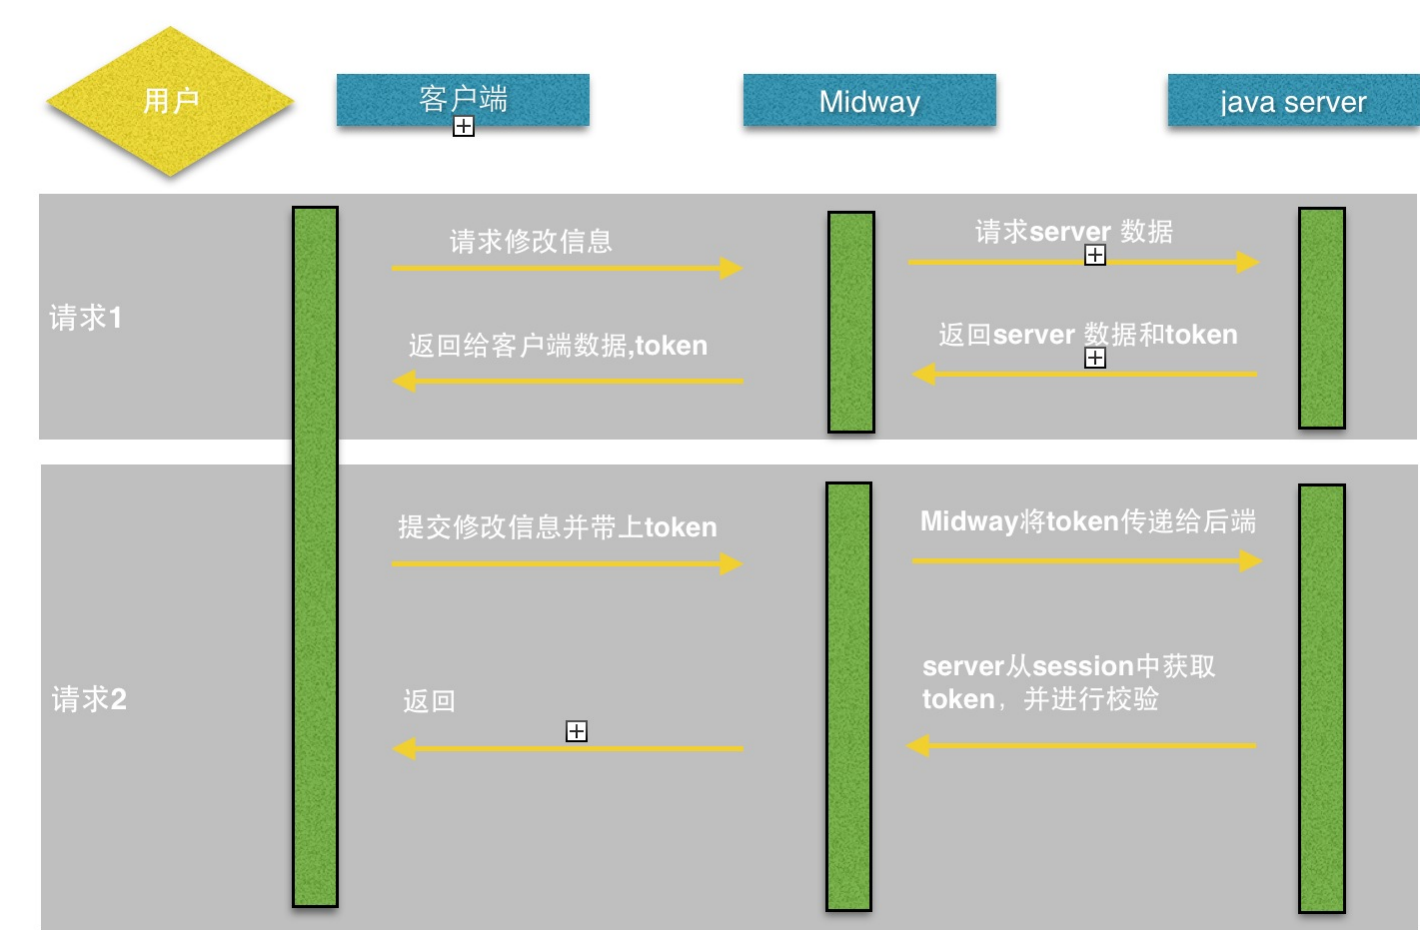 用户
客户端
Midway
java server
请求修改信息
请求server 数据
请求1
返回给客户端数据,token
返回server 数据和token
提交修改信息并带上token
Midway将token传递给后端
请求2
返回
server从session中获取
token，并进行校验